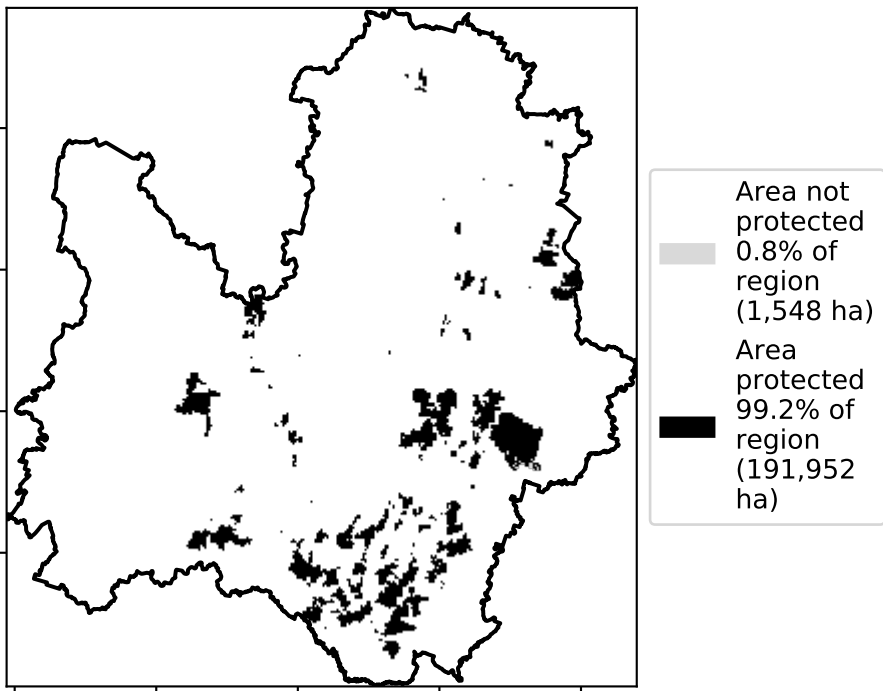 Area not
protected
0.8% of
region
(1,548 ha)
Area
protected
99.2% of
region
(191,952
ha)